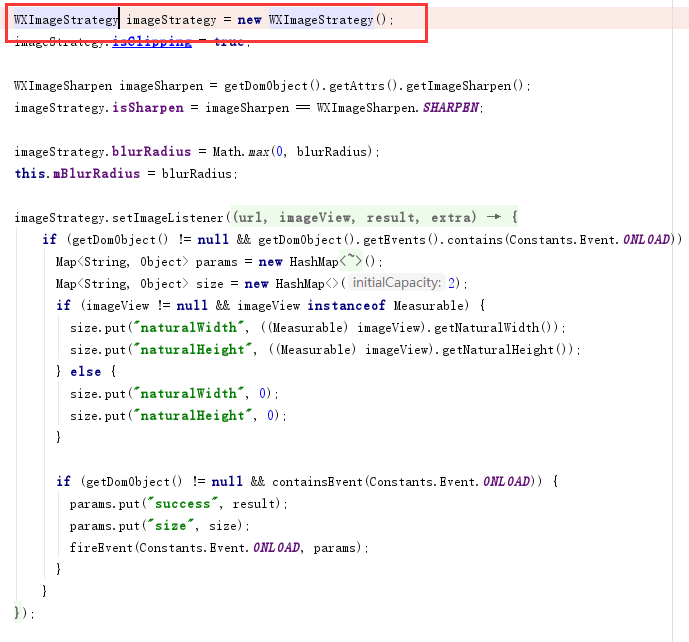 WXImageStrategy imageStrategy = new WXImageStrategy();
imageStrategy.isClipping = true;
WXImageSharpen imageSharpen = getDomObject().getAttrs().getImageSharpen();
imageStrategy.isSharpen = imageSharpen == WXImageSharpen.SHARPEN;
imageStrategy.blurRadius = Math.max(0, blurRadius);
this.mBlurRadius = blurRadius;
imageStrategy.setImageListener((url, imageView, result, extra) → {
if (getDomObject() != null && getDomObject().getEvents().contains(Constants.Event.ONLOAD))
Map<String, Object> params = new HashMap<~>();
Map<String, Object> size = new HashMap<>( initialCapacity: 2);
if (imageView != null && imageView instanceof Measurable) {
size.put("naturalWidth", ((Measurable) imageView).getNaturalWidth());
size.put("naturalHeight", ((Measurable) imageView).getNaturalHeight());
} else {
size.put("naturalWidth", 0);
size.put("naturalHeight", 0);
}
if (getDomObject() != null && containsEvent(Constants.Event.ONLOAD)) {
params.put("success", result);
params.put("size", size);
fireEvent(Constants.Event.ONLOAD, params);
}
}
});